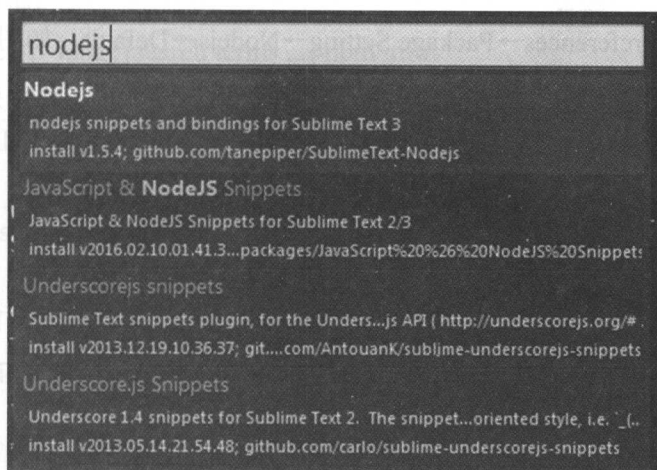 nodejs
Nodejs
nodejs snippets and bindings for Sublime Text 3
install v1.5.4; github.com/tanepiper/SublimeText-Nodejs
JavaScript & NodeJS Snippets
JavaScript & NodeJS Snippets for Sublime Text 2/3
install v2016.02.10.01.41.3...packages/JavaScript%20%26%20NodeJS%20Snippets
Underscorejs snippets
Sublime Text snippets plugin, for the Unders...js API ( http://underscorejs.org/# .
install v2013.12.19.10.36.37; git....com/AntouanK/sublime-underscorejs-snippets
Underscore.js Snippets
Underscore 1.4 snippets for Sublime Text 2. The snippet...oriented style, i.e. `_(..
install v2013.05.14.21.54.48; github.com/carlo/sublime-underscorejs-snippets